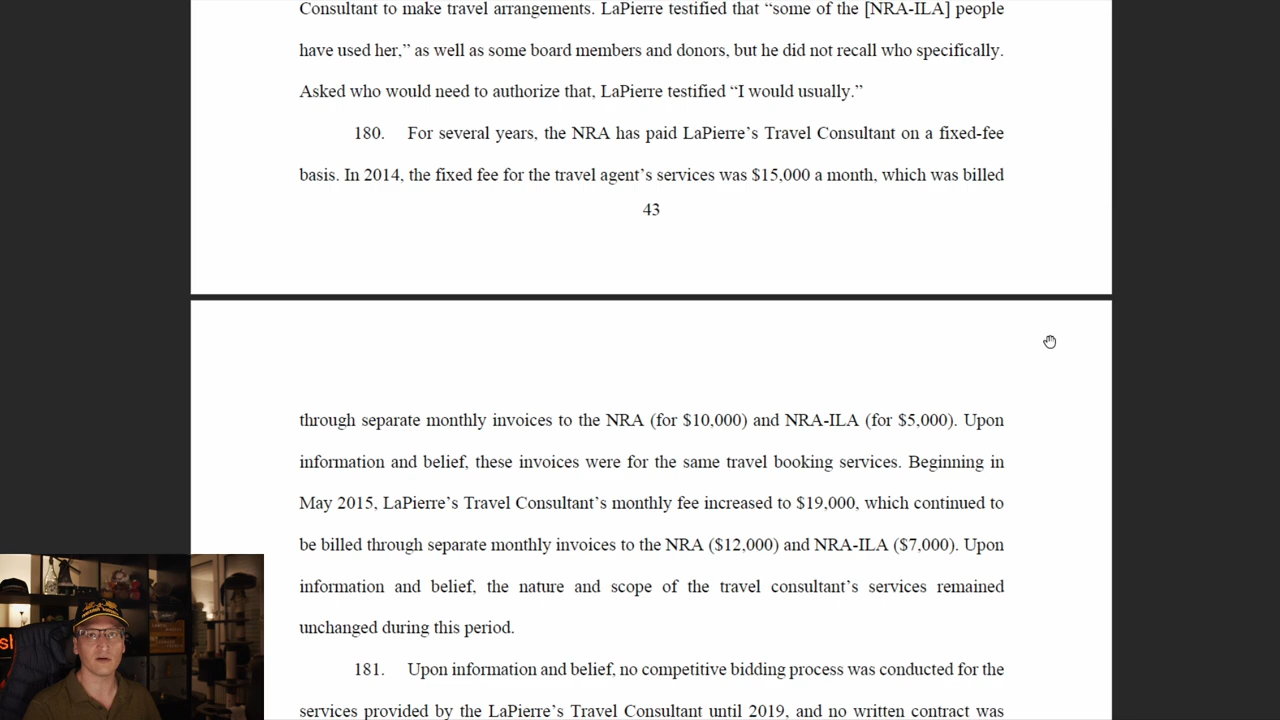 Consultant to make travel arrangements. LaPierre testified that “some of the [NRA-ILA] people
have used her,” as well as some board members and donors, but he did not recall who specifically.
Asked who would need to authorize that, LaPierre testified “I would usually.”
180. For several years, the NRA has paid LaPierre’s Travel Consultant on a fixed-fee
basis. In 2014, the fixed fee for the travel agent’s services was $15,000 a month, which was billed
43
through separate monthly invoices to the NRA (for $10,000) and NRA-ILA (for $5,000). Upon
information and belief, these invoices were for the same travel booking services. Beginning in
May 2015, LaPierre’s Travel Consultant’s monthly fee increased to $19,000, which continued to
be billed through separate monthly invoices to the NRA ($12,000) and NRA-ILA ($7,000). Upon
information and belief, the nature and scope of the travel consultant’s services remained
unchanged during this period.
181. Upon information and belief, no competitive bidding process was conducted for the
services provided by the LaPierre’s Travel Consultant until 2019, and no written contract was